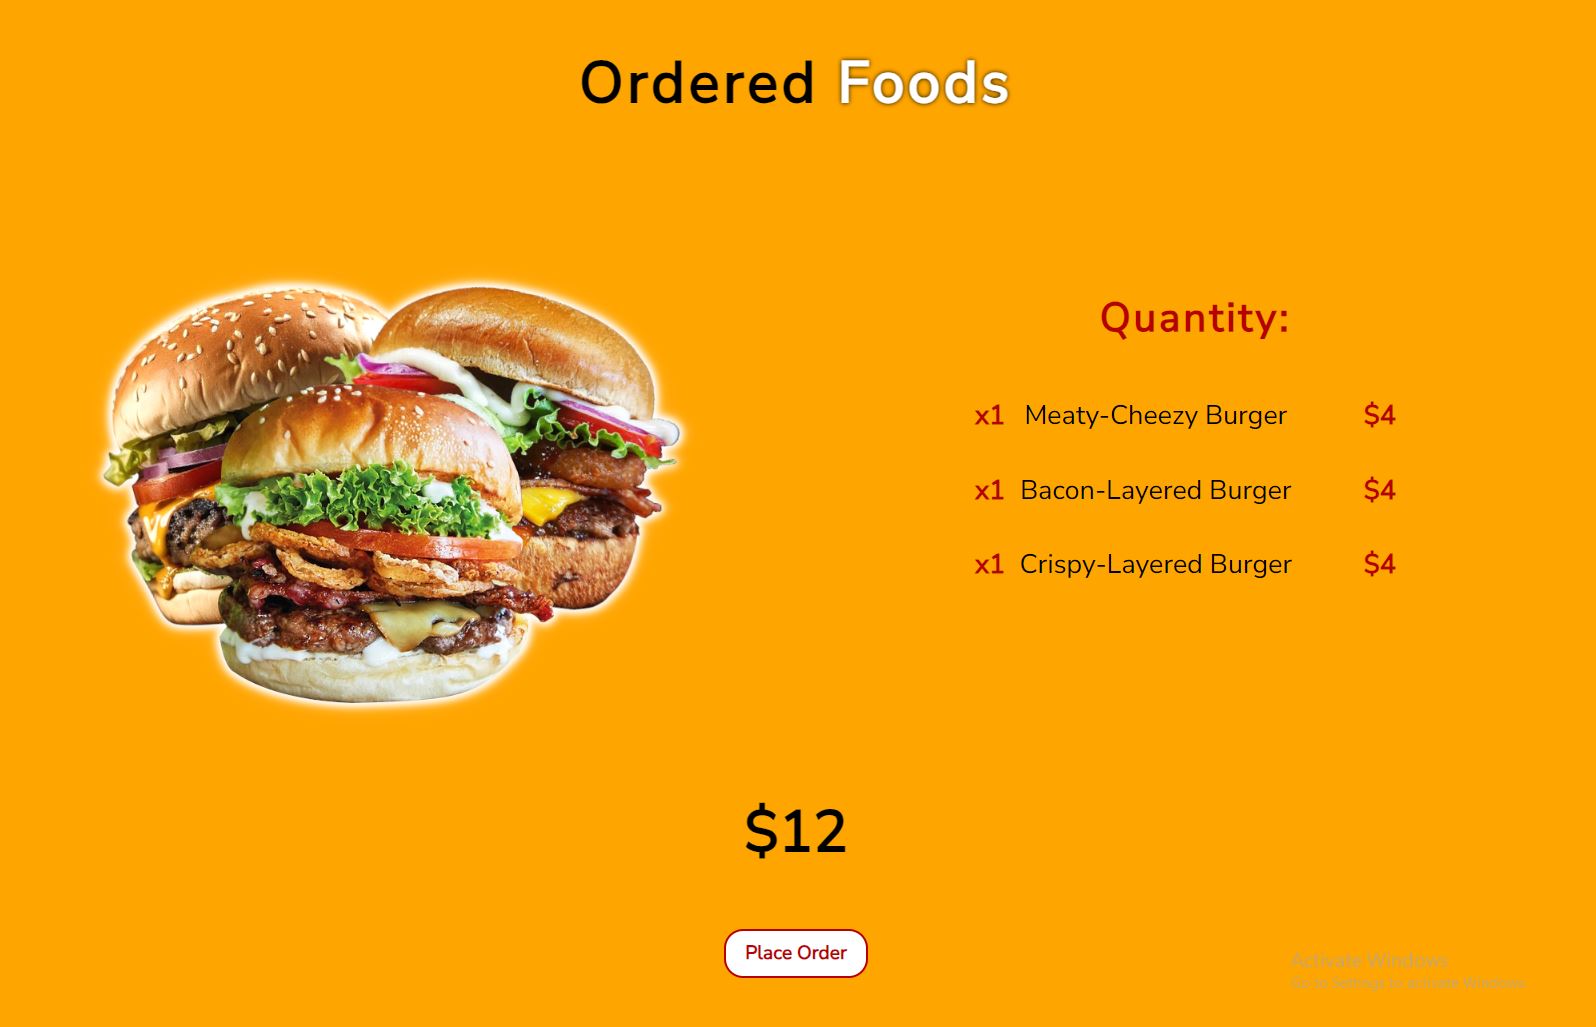 Ordered Foods
Quantity:
x1 Meaty-Cheezy Burger $4
x1 Bacon-Layered Burger $4
x1 Crispy-Layered Burger $4
$12
Place Order
Activate Windows
Go to Settings to activate Windows.